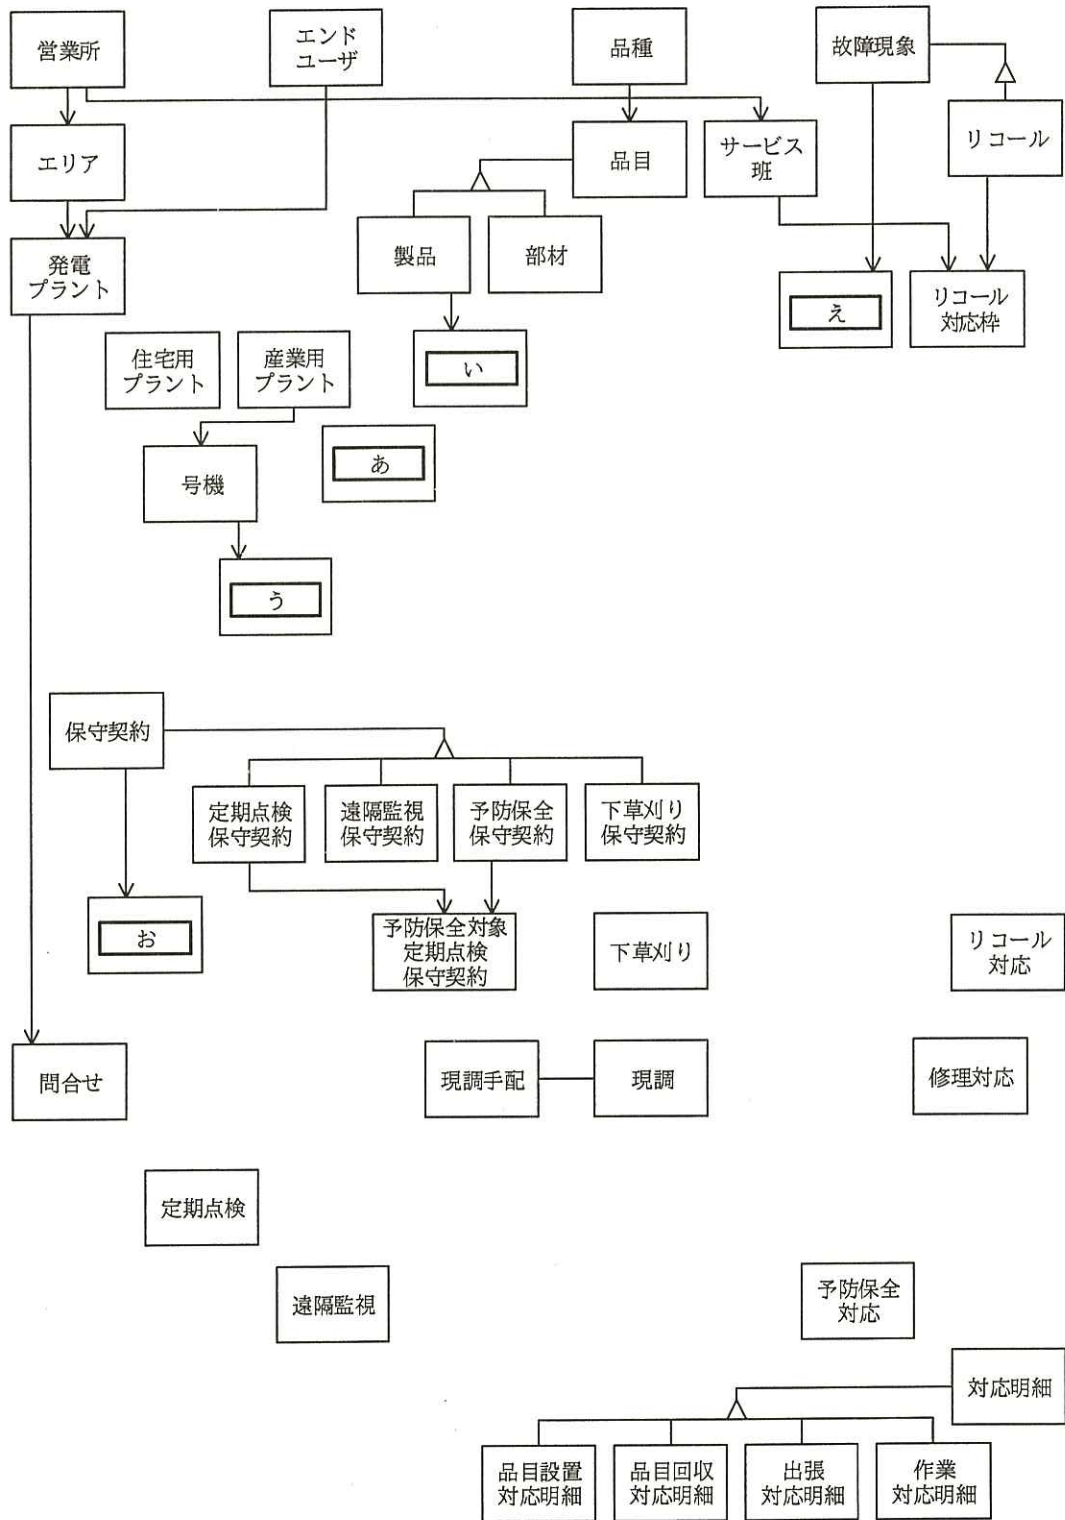 営業所
エンド
ユーザ
品種
故障現象
リコール
エリア
品目
サービス
班
発電
プラント
製品
部材
え
リコール
対応枠
い
住宅用
プラント
産業用
プラント
あ
号機
う
保守契約
定期点検
保守契約
遠隔監視
保守契約
予防保全
保守契約
下草刈り
保守契約
お
予防保全対象
定期点検
保守契約
下草刈り
リコール
対応
問合せ
現調手配
現調
修理対応
定期点検
遠隔監視
予防保全
対応
対応明細
品目設置
対応明細
品目回収
対応明細
出張
対応明細
作業
対応明細